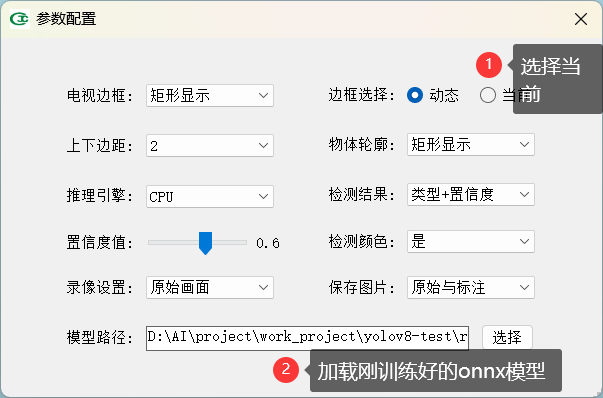 参数配置
1 选择当前
电视边框： 矩形显示 边框选择： 动态 当前
上下边距： 2 物体轮廓： 矩形显示
推理引擎： CPU 检测结果： 类型+置信度
置信度值： 0.6 检测颜色： 是
录像设置： 原始画面 保存图片： 原始与标注
模型路径： D:\AI\project\work_project\yolov8-test\r 选择
2 加载刚训练好的onnx模型